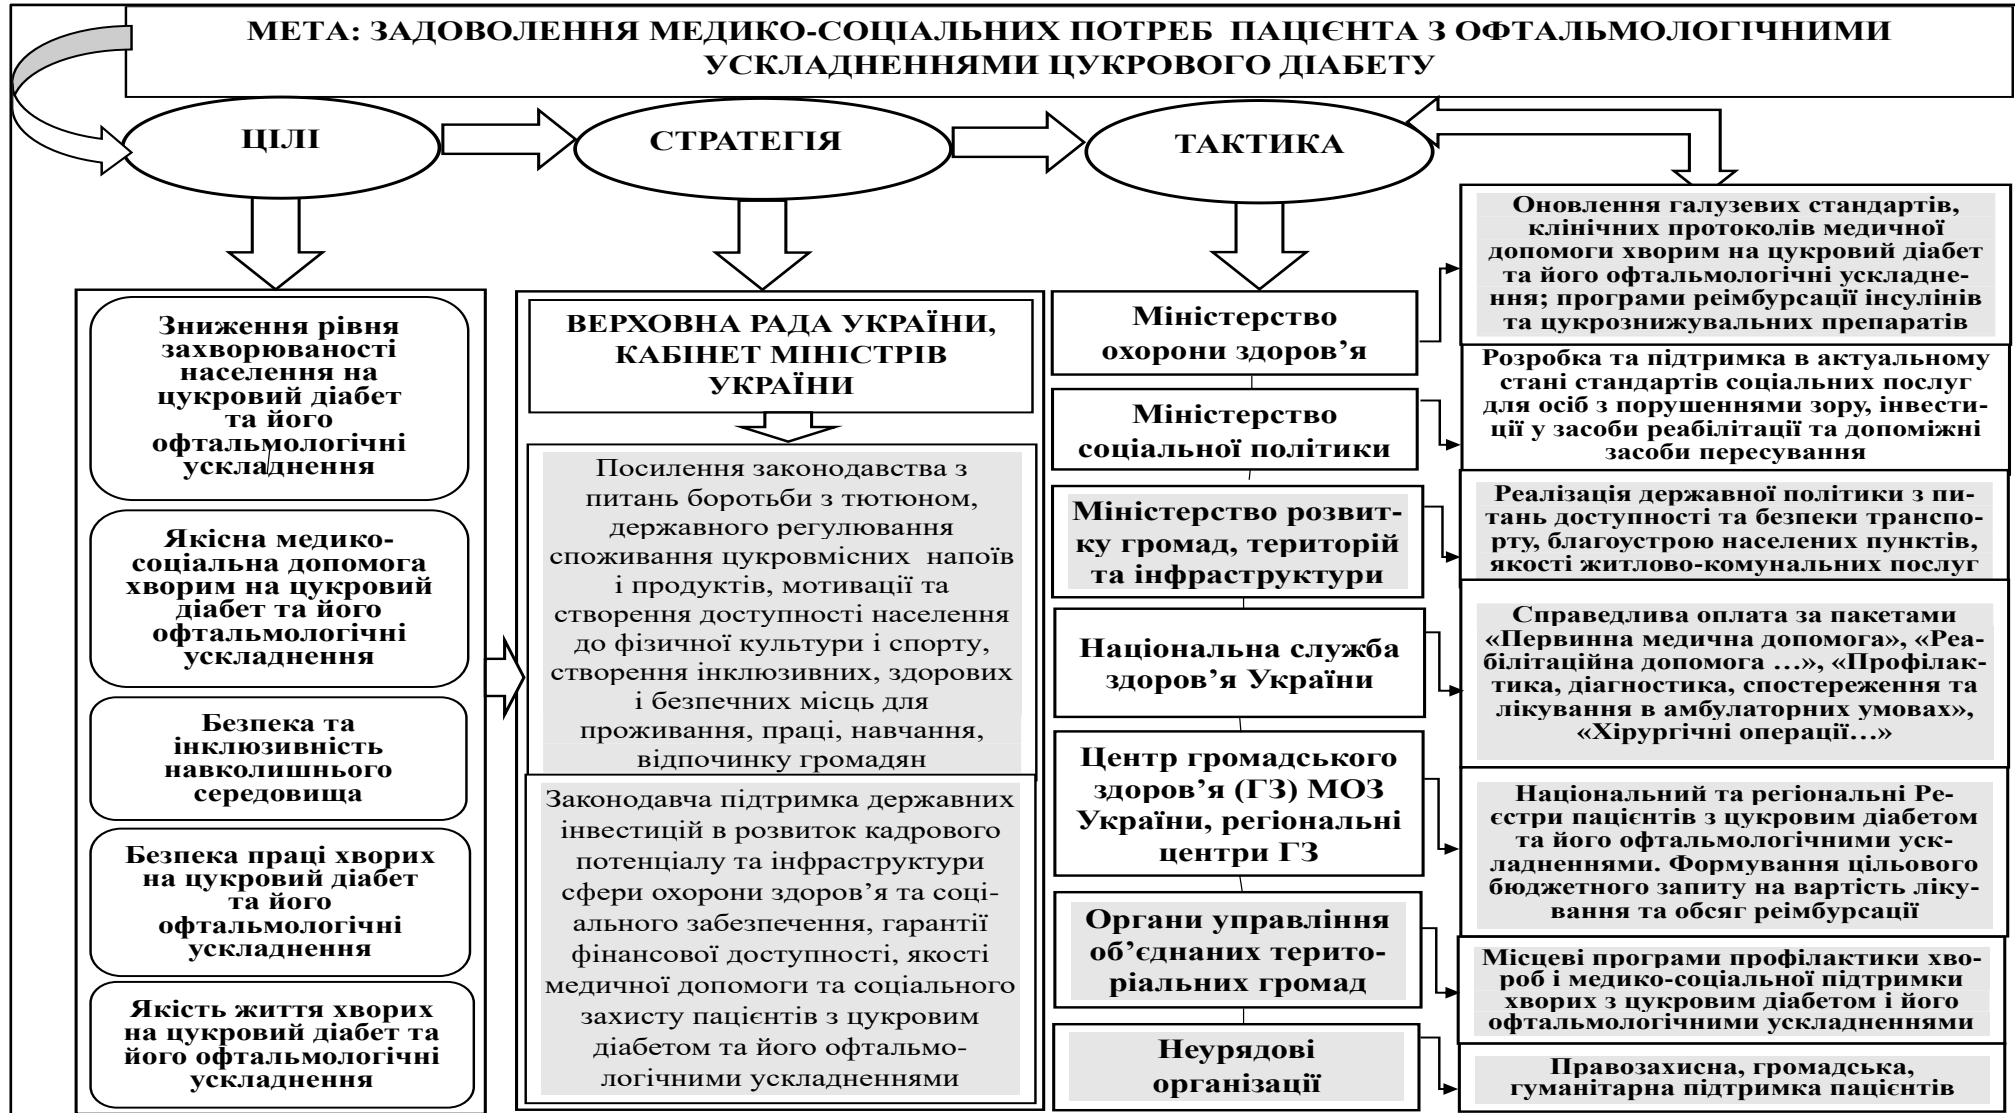 МЕТА: ЗАДОВОЛЕННЯ МЕДИКО-СОЦІАЛЬНИХ ПОТРЕБ ПАЦІЄНТА З ОФТАЛЬМОЛОГІЧНИМИ
УСКЛАДНЕННЯМИ ЦУКРОВОГО ДІАБЕТУ
ЦІЛІ
СТРАТЕГІЯ
ТАКТИКА
Зниження рівня
захворюваності
населення на
цукровий діабет
та його
офтальмологічні
ускладнення
Якісна медико-
соціальна допомога
хворим на цукровий
діабет та його
офтальмологічні
ускладнення
Безпека та
інклюзивність
навколишнього
середовища
Безпека праці хворих
на цукровий діабет
та його
офтальмологічні
ускладнення
Якість життя хворих
на цукровий діабет та
його офтальмологічні
ускладнення
ВЕРХОВНА РАДА УКРАЇНИ,
КАБІНЕТ МІНІСТРІВ
УКРАЇНИ
Посилення законодавства з
питань боротьби з тютюном,
державного регулювання
споживання цукровмісних напоїв
і продуктів, мотивації та
створення доступності населення
до фізичної культури і спорту,
створення інклюзивних, здорових
і безпечних місць для
проживання, праці, навчання,
відпочинку громадян
Законодавча підтримка державних
інвестицій в розвиток кадрового
потенціалу та інфраструктури
сфери охорони здоров’я та соці-
ального забезпечення, гарантії
фінансової доступності, якості
медичної допомоги та соціального
захисту пацієнтів з цукровим
діабетом та його офтальмо-
логічними ускладненнями
Міністерство
охорони здоров’я
Міністерство
соціальної політики
Міністерство розвит-
ку громад, територій
та інфраструктури
Національна служба
здоров’я України
Центр громадського
здоров’я (ГЗ) МОЗ
України, регіональні
центри ГЗ
Органи управління
об’єднаних терито-
ріальних громад
Неурядові
організації
Оновлення галузевих стандартів,
клінічних протоколів медичної
допомоги хворим на цукровий діабет
та його офтальмологічні ускладне-
ння; програми реімбурсації інсулінів
та цукрознижувальних препаратів
Розробка та підтримка в актуальному
стані стандартів соціальних послуг
для осіб з порушеннями зору, інвести-
ції у засоби реабілітації та допоміжні
засоби пересування
Реалізація державної політики з пи-
тань доступності та безпеки транспо-
рту, благоустрою населених пунктів,
якості житлово-комунальних послуг
Справедлива оплата за пакетами
«Первинна медична допомога», «Реа-
білітаційна допомога …», «Профілак-
тика, діагностика, спостереження та
лікування в амбулаторних умовах»,
«Хірургічні операції…»
Національний та регіональні Ре-
єстри пацієнтів з цукровим діабетом
та його офтальмологічними уск-
ладненнями. Формування цільового
бюджетного запиту на вартість ліку-
вання та обсяг реімбурсації
Місцеві програми профілактики хво-
роб і медико-соціальної підтримки
хворих з цукровим діабетом і його
офтальмологічними ускладненнями
Правозахисна, громадська,
гуманітарна підтримка пацієнтів